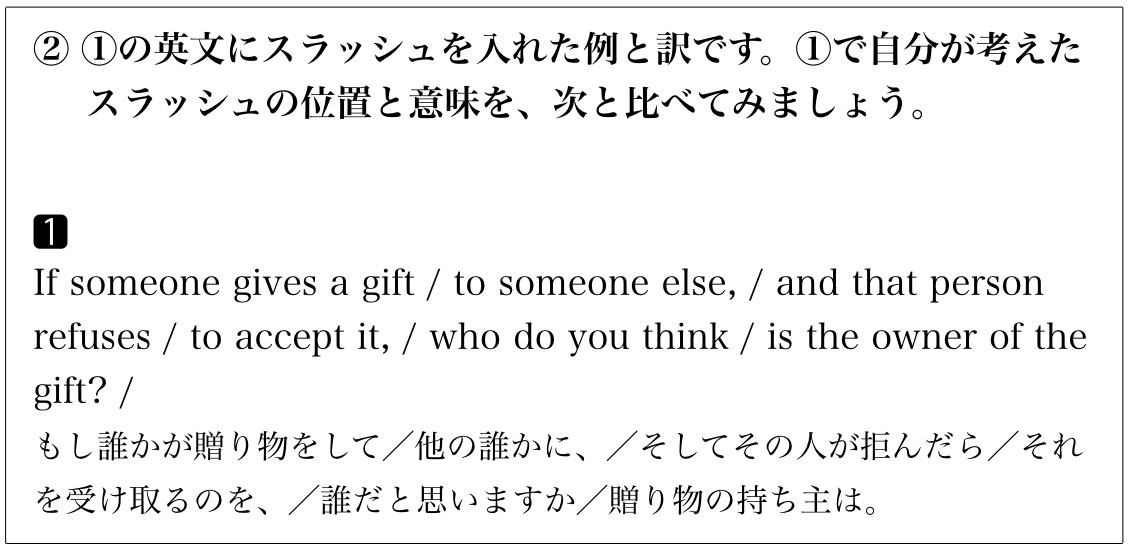 ② ①の英文にスラッシュを入れた例と訳です。①で自分が考えた
スラッシュの位置と意味を、次と比べてみましょう。
1
If someone gives a gift / to someone else, / and that person
refuses / to accept it, / who do you think / is the owner of the
gift? /
もし誰かが贈り物をして／他の誰かに、／そしてその人が拒んだら／それ
を受け取るのを、／誰だと思いますか／贈り物の持ち主は。